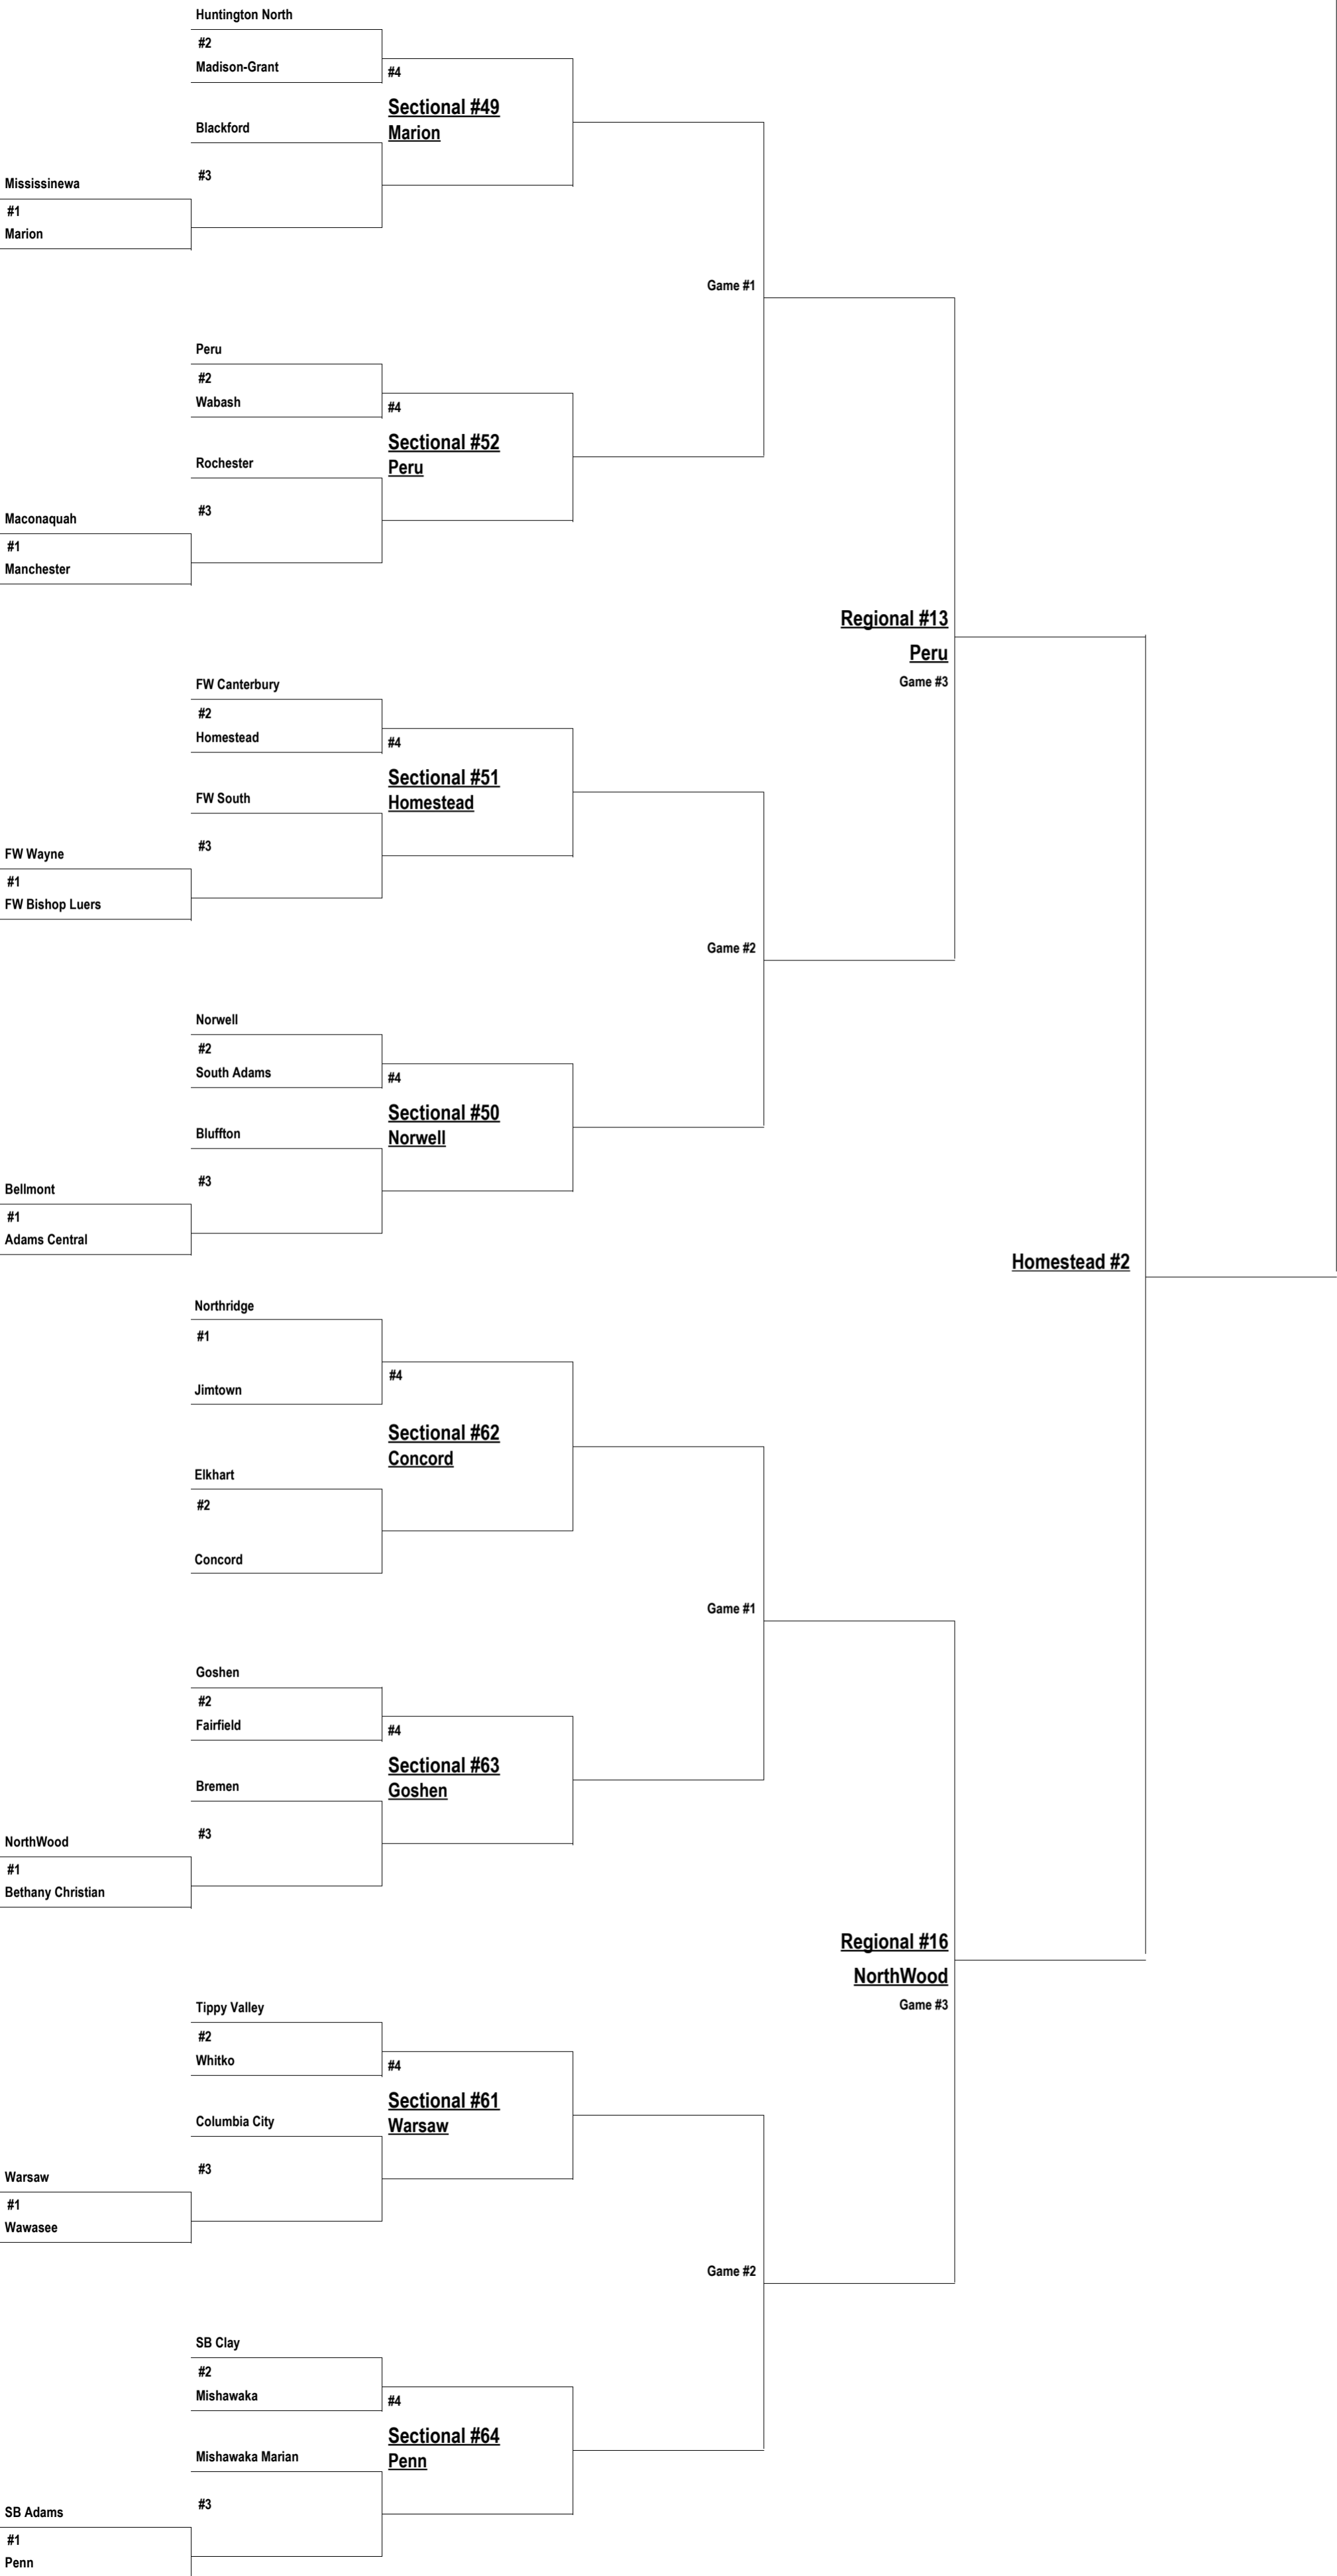 Huntington North
#2
Madison-Grant
#4
Sectional #49
Marion
Blackford
#3
Mississinewa
#1
Marion
Game #1
Peru
#2
Wabash
#4
Sectional #52
Peru
Rochester
#3
Maconaquah
#1
Manchester
Regional #13
Peru
Game #3
FW Canterbury
#2
Homestead
#4
Sectional #51
Homestead
FW South
#3
FW Wayne
#1
FW Bishop Luers
Game #2
Norwell
#2
South Adams
#4
Sectional #50
Norwell
Bluffton
#3
Bellmont
#1
Adams Central
Homestead #2
Northridge
#1
Jimtown
#4
Sectional #62
Concord
Elkhart
#2
Concord
Game #1
Goshen
#2
Fairfield
#4
Sectional #63
Goshen
Bremen
#3
NorthWood
#1
Bethany Christian
Regional #16
NorthWood
Game #3
Tippy Valley
#2
Whitko
#4
Sectional #61
Warsaw
Columbia City
#3
Warsaw
#1
Wawasee
Game #2
SB Clay
#2
Mishawaka
#4
Sectional #64
Penn
Mishawaka Marian
#3
SB Adams
#1
Penn